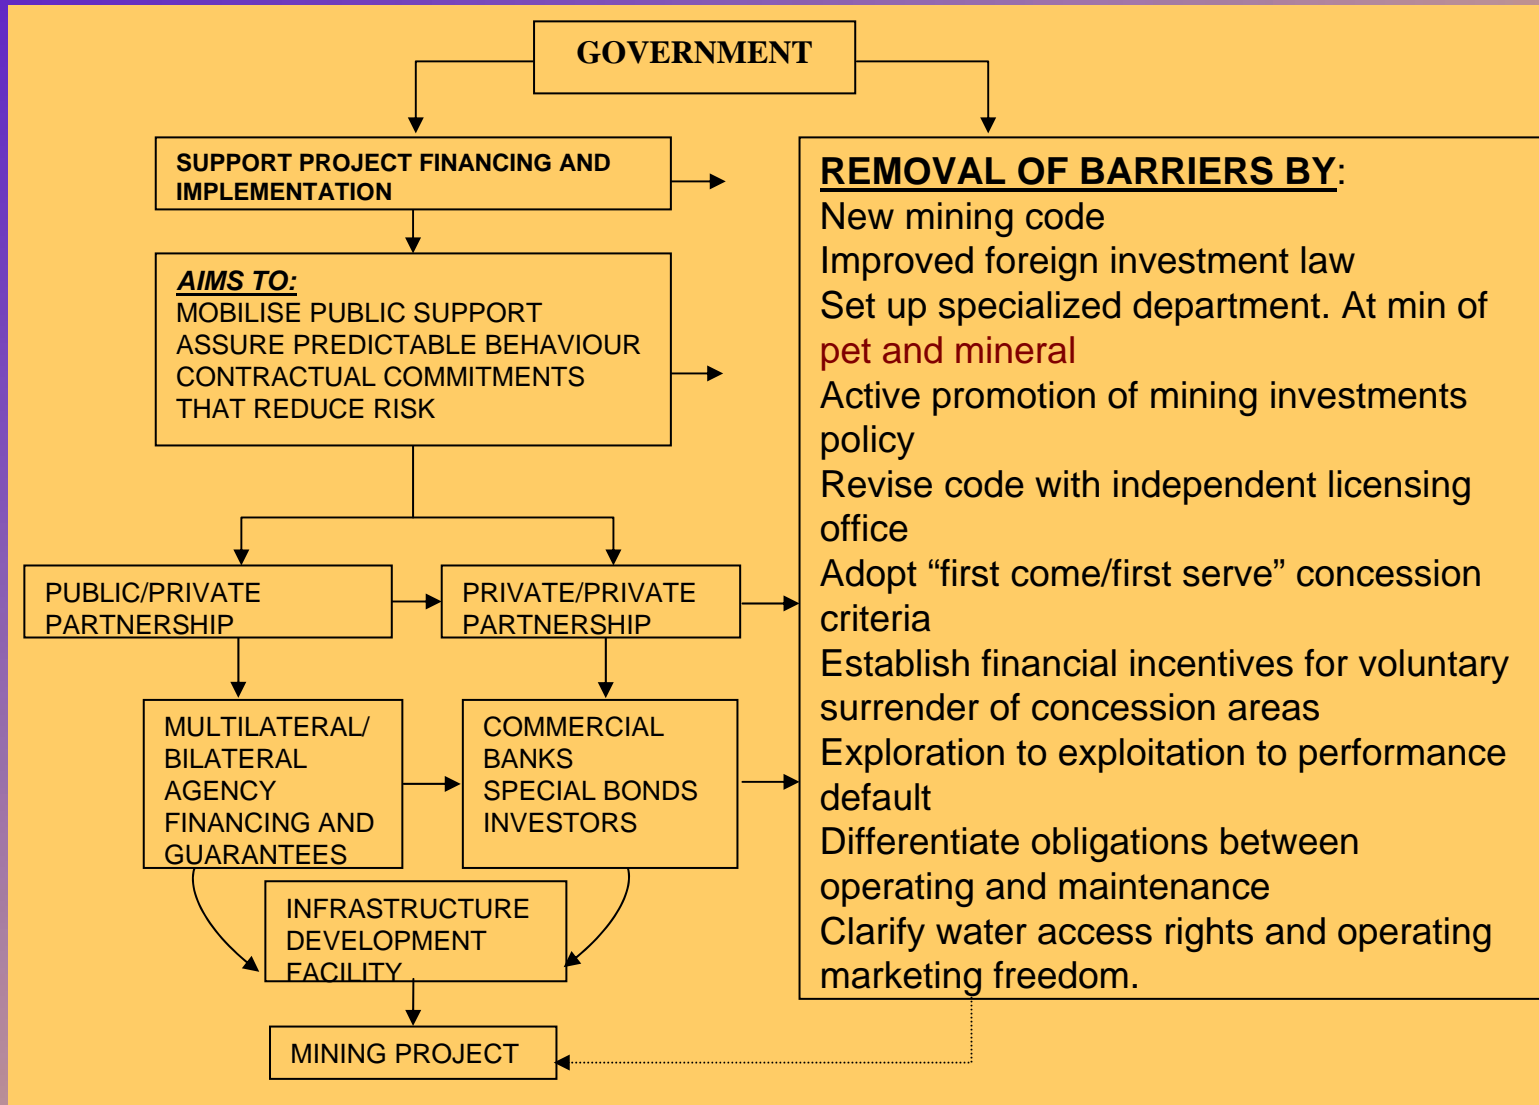 GOVERNMENT
SUPPORT PROJECT FINANCING AND
IMPLEMENTATION
AIMS TO:
MOBILISE PUBLIC SUPPORT
ASSURE PREDICTABLE BEHAVIOUR
CONTRACTUAL COMMITMENTS
THAT REDUCE RISK
PUBLIC/PRIVATE
PARTNERSHIP
PRIVATE/PRIVATE
PARTNERSHIP
MULTILATERAL/
BILATERAL
AGENCY
FINANCING AND
GUARANTEES
COMMERCIAL
BANKS
SPECIAL BONDS
INVESTORS
INFRASTRUCTURE
DEVELOPMENT
FACILITY
MINING PROJECT
REMOVAL OF BARRIERS BY:
New mining code
Improved foreign investment law
Set up specialized department. At min of
pet and mineral
Active promotion of mining investments
policy
Revise code with independent licensing
office
Adopt “first come/first serve” concession
criteria
Establish financial incentives for voluntary
surrender of concession areas
Exploration to exploitation to performance
default
Differentiate obligations between
operating and maintenance
Clarify water access rights and operating
marketing freedom.